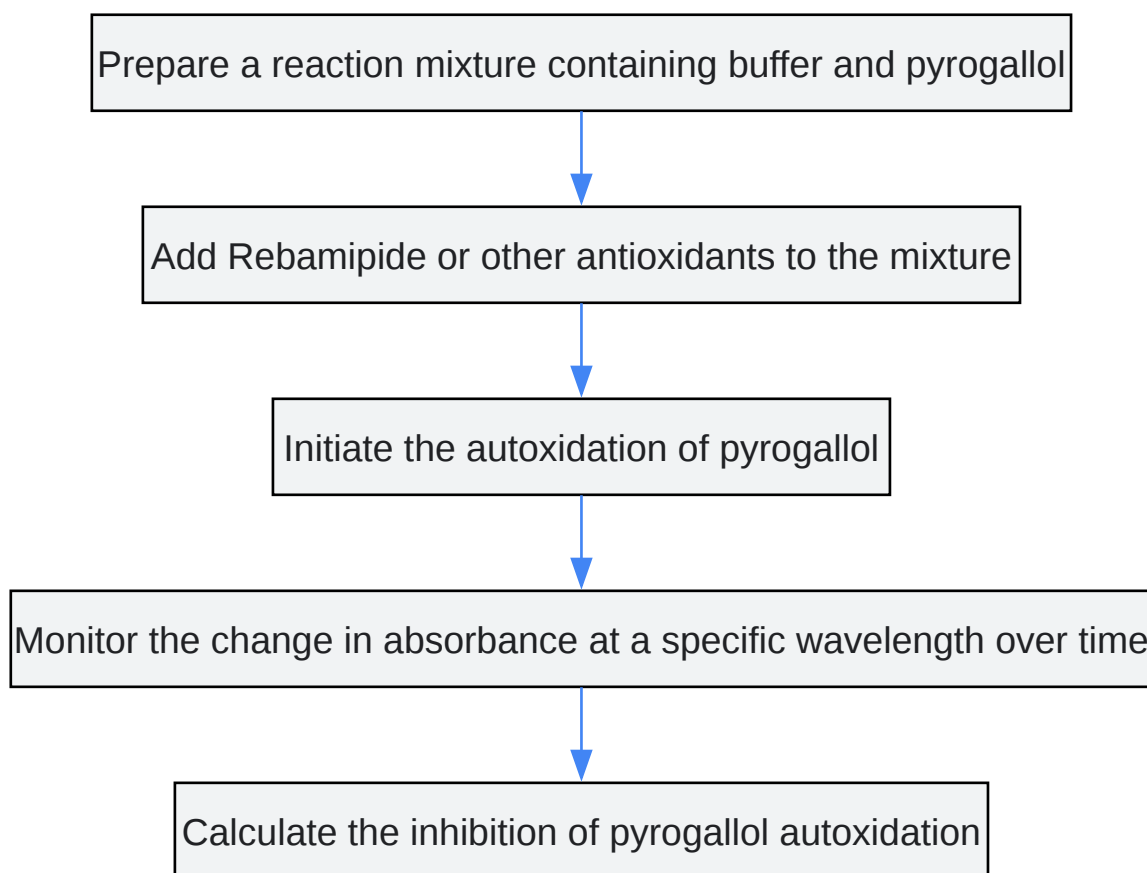 Prepare a reaction mixture containing buffer and pyrogallol
Add Rebamipide or other antioxidants to the mixture
Initiate the autoxidation of pyrogallol
Monitor the change in absorbance at a specific wavelength over time
Calculate the inhibition of pyrogallol autoxidation